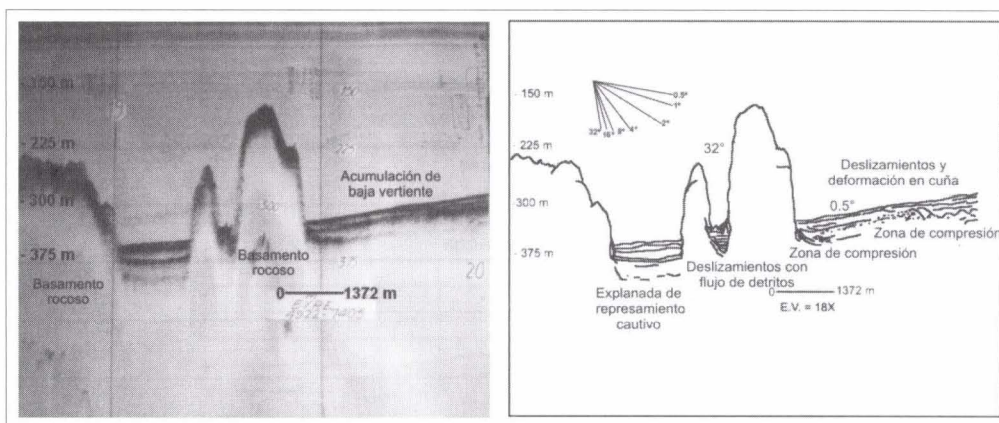 - 150 m
- 225 m
- 300 m
- 375 m
Acumulación de
baja vertiente
Basamento
rocoso
Basamento
rocoso
0 1372 m
20
- 150 m
- 225 m
- 300 m
- 375 m
0.5°
1°
2°
4°
8°
16°
32°
32°
Deslizamientos y
deformación en cuña
0.5°
Zona de compresión
Zona de compresión
Deslizamientos con
flujo de detritos
Explanada de
represamiento
cautivo
0 1372 m
E.V. = 18X